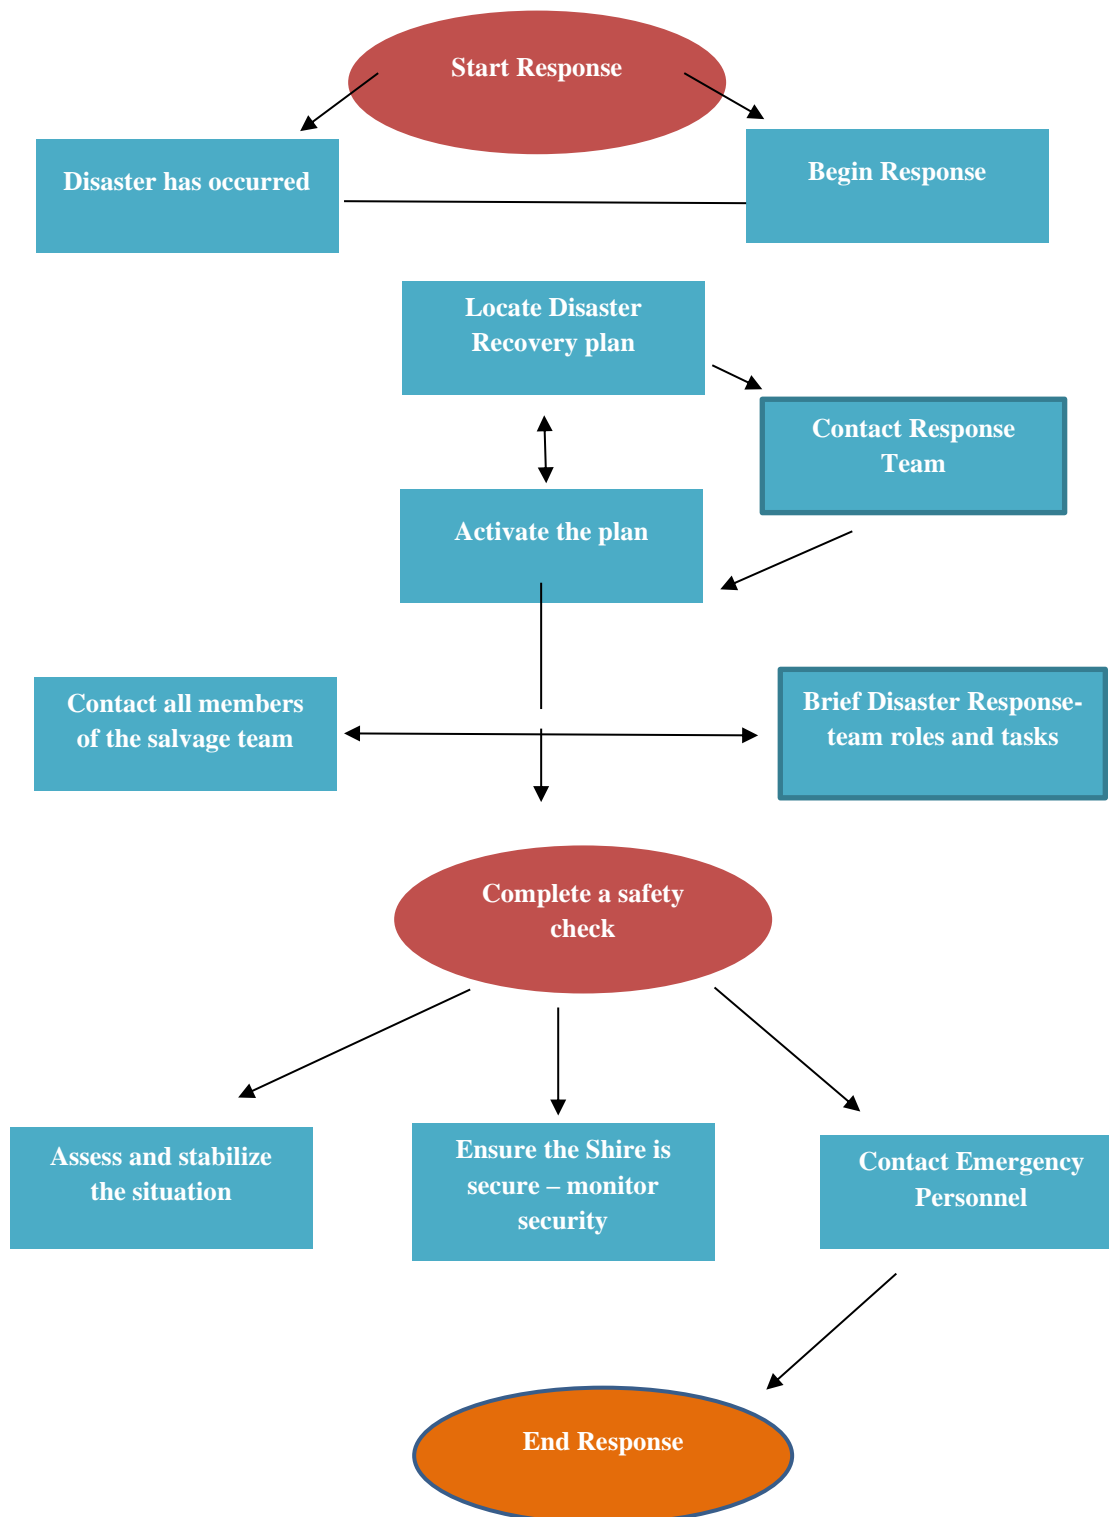 Start Response
Disaster has occurred
Begin Response
Locate Disaster
Recovery plan
Contact Response
Team
Activate the plan
Contact all members
of the salvage team
Brief Disaster Response-
team roles and tasks
Complete a safety
check
Assess and stabilize
the situation
Ensure the Shire is
secure – monitor
security
Contact Emergency
Personnel
End Response